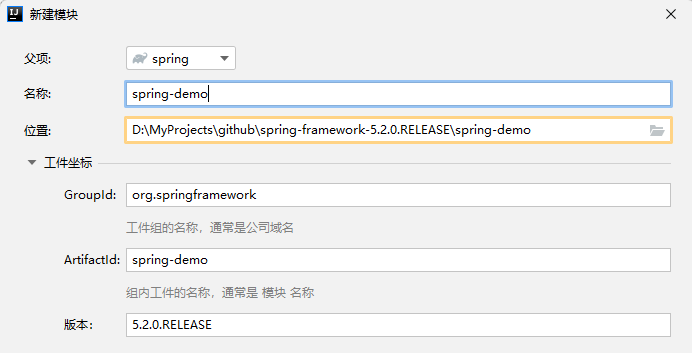 新建模块
父项:
spring
名称:
spring-demo
位置:
D:\MyProjects\github\spring-framework-5.2.0.RELEASE\spring-demo
工件坐标
GroupId:
org.springframework
工件组的名称，通常是公司域名
ArtifactId:
spring-demo
组内工件的名称，通常是 模块 名称
版本:
5.2.0.RELEASE